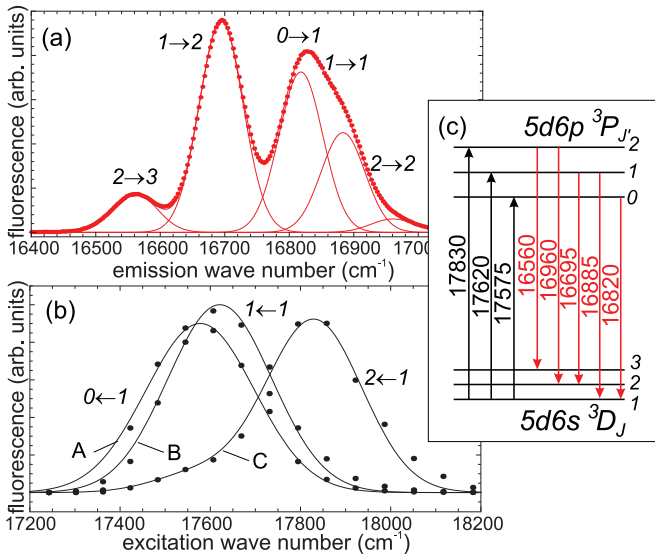 (a)
1→2
0→1
1→1
2→2
2→3
fluorescence (arb. units)
16400 16500 16600 16700 16800 16900 1702
emission wave number (cm⁻¹)
(b)
1←1
0←1
2←1
A
B
C
fluorescence (arb. units)
17200 17400 17600 17800 18000 18200
excitation wave number (cm⁻¹)
(c)
5d6p ³P_J'
2
1
0
17830
17620
17575
16560
16960
16695
16885
16820
3
2
1
5d6s ³D_J